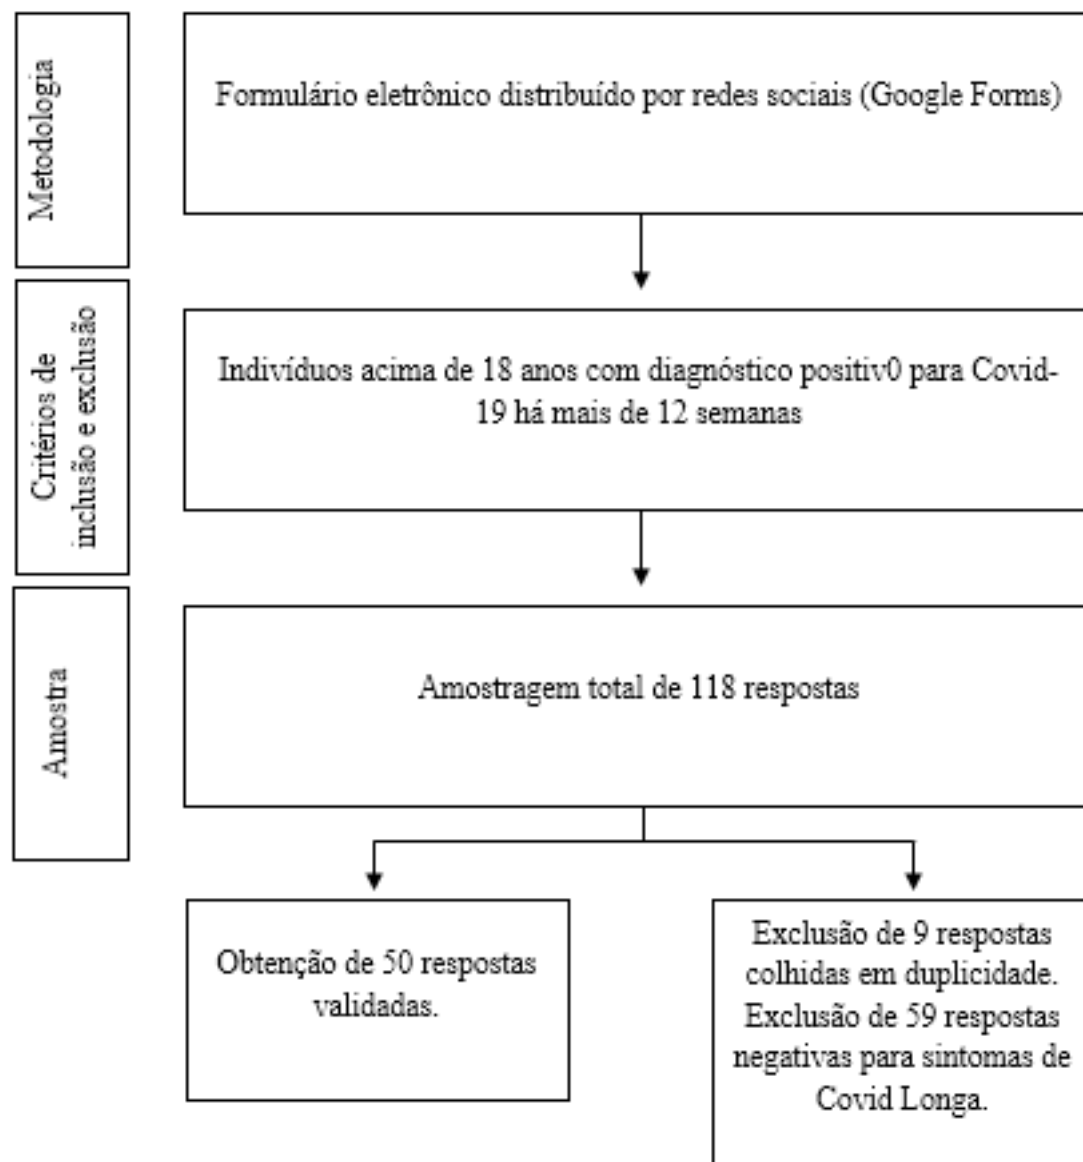 Metodologia
Formulário eletrônico distribuído por redes sociais (Google Forms)
Critérios de
inclusão e exclusão
Indivíduos acima de 18 anos com diagnóstico positiv0 para Covid-
19 há mais de 12 semanas
Amostra
Amostragem total de 118 respostas
Obtenção de 50 respostas
validadas.
Exclusão de 9 respostas
colhidas em duplicidade.
Exclusão de 59 respostas
negativas para sintomas de
Covid Longa.